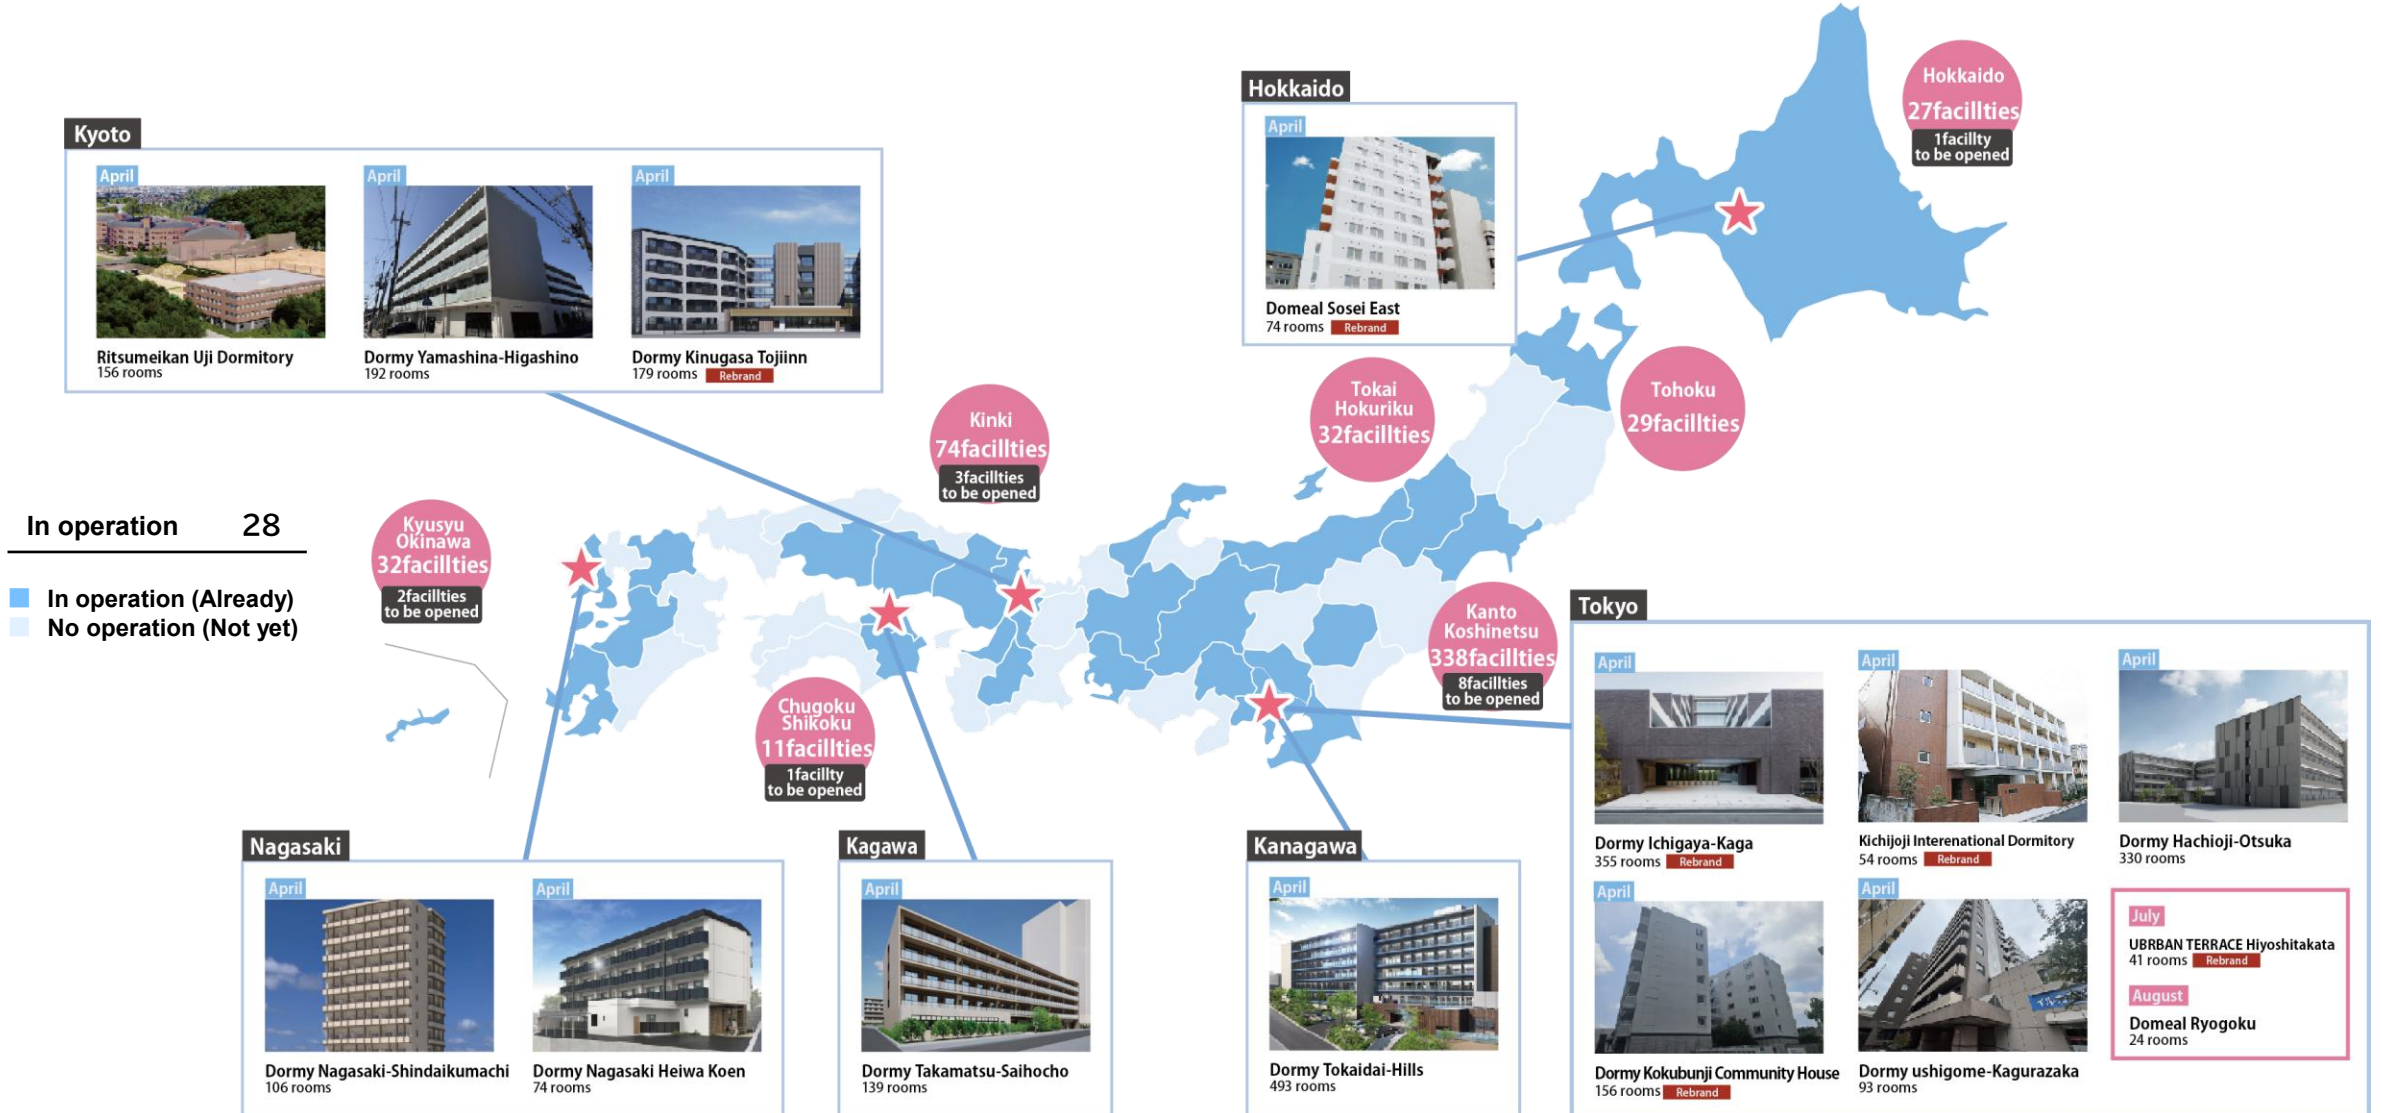 Kyoto
April
April
April
Ritsumeikan Uji Dormitory
156 rooms
Dormy Yamashina-Higashino
192 rooms
Dormy Kinugasa Tojiinn
179 rooms Rebrand
Hokkaido
April
Domeal Sosei East
74 rooms Rebrand
Hokkaido
27facillties
1facillty
to be opened
Tohoku
29facillties
Tokai
Hokuriku
32facillties
Kinki
74facillties
3facillties
to be opened
Kyusyu
Okinawa
32facillties
2facillties
to be opened
In operation 28
In operation (Already)
No operation (Not yet)
Chugoku
Shikoku
11facillties
1facillty
to be opened
Kanto
Koshinetsu
338facillties
8facillties
to be opened
Nagasaki
April
April
Dormy Nagasaki-Shindaikumachi
106 rooms
Dormy Nagasaki Heiwa Koen
74 rooms
Kagawa
April
Dormy Takamatsu-Saihocho
139 rooms
Kanagawa
April
Dormy Tokaidai-Hills
493 rooms
Tokyo
April
April
April
Dormy Ichigaya-Kaga
355 rooms Rebrand
Kichijoji Interenational Dormitory
54 rooms Rebrand
Dormy Hachioji-Otsuka
330 rooms
April
April
Dormy Kokubunji Community House
156 rooms Rebrand
Dormy ushigome-Kagurazaka
93 rooms
July
UBRBAN TERRACE Hiyoshitakata
41 rooms Rebrand
August
Domeal Ryogoku
24 rooms